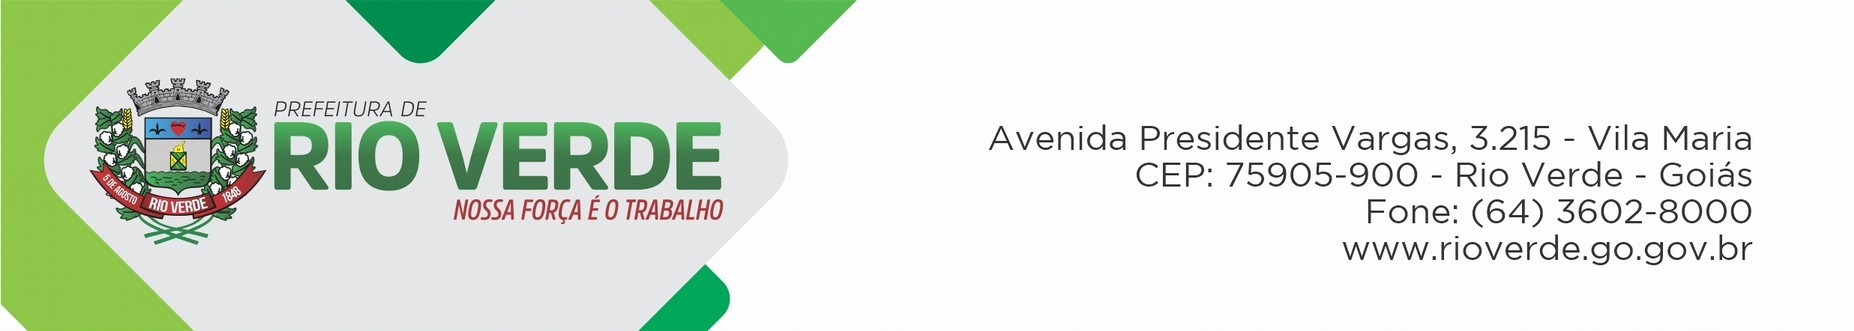 PREFEITURA DE
RIO VERDE
NOSSA FORÇA É O TRABALHO
5 DE AGOSTO
RIO VERDE
1848
Avenida Presidente Vargas, 3.215 - Vila Maria
CEP: 75905-900 - Rio Verde - Goiás
Fone: (64) 3602-8000
www.rioverde.go.gov.br